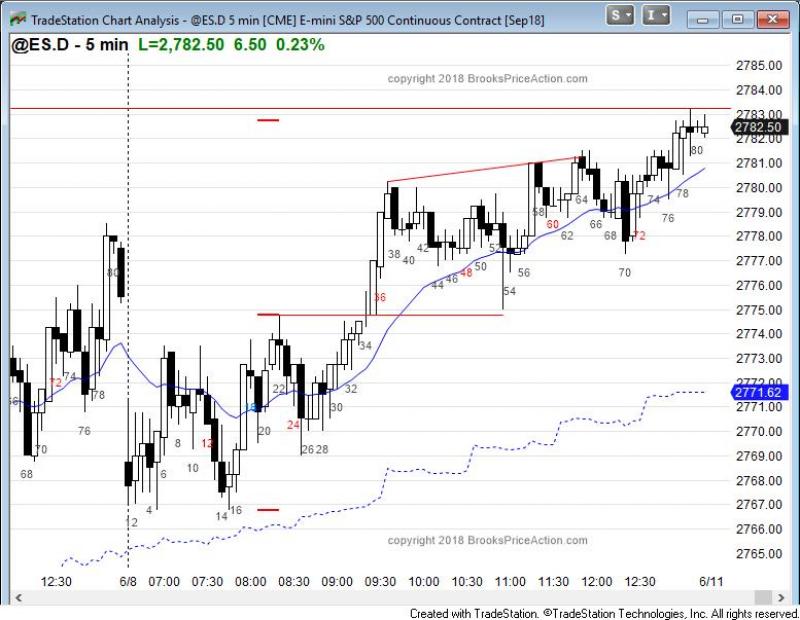 TradeStation Chart Analysis - @ES.D 5 min [CME] E-mini S&P 500 Continuous Contract [Sep18]
S I
@ES.D - 5 min L=2,782.50 6.50 0.23%
copyright 2018 BrooksPriceAction.com
2785.00
2784.00
2783.00
2782.50
2782.00
2781.00
2780.00
2779.00
2778.00
2777.00
2776.00
2775.00
2774.00
2773.00
2772.00
2771.62
2771.00
2770.00
2769.00
2768.00
2767.00
2766.00
2765.00
80
80
58 64 74 78
60 62 66 68 72 76
38 40 42 52
44 46 48 50 56 70
54
36
34
72 74 78 22 32
20 24 30
76 8 12
70 10 26 28
68 6
4 14 16
12
copyright 2018 BrooksPriceAction.com
12:30 6/8 07:00 07:30 08:00 08:30 09:00 09:30 10:00 10:30 11:00 11:30 12:00 12:30 6/11
Created with TradeStation. ©TradeStation Technologies, Inc. All rights reserved.